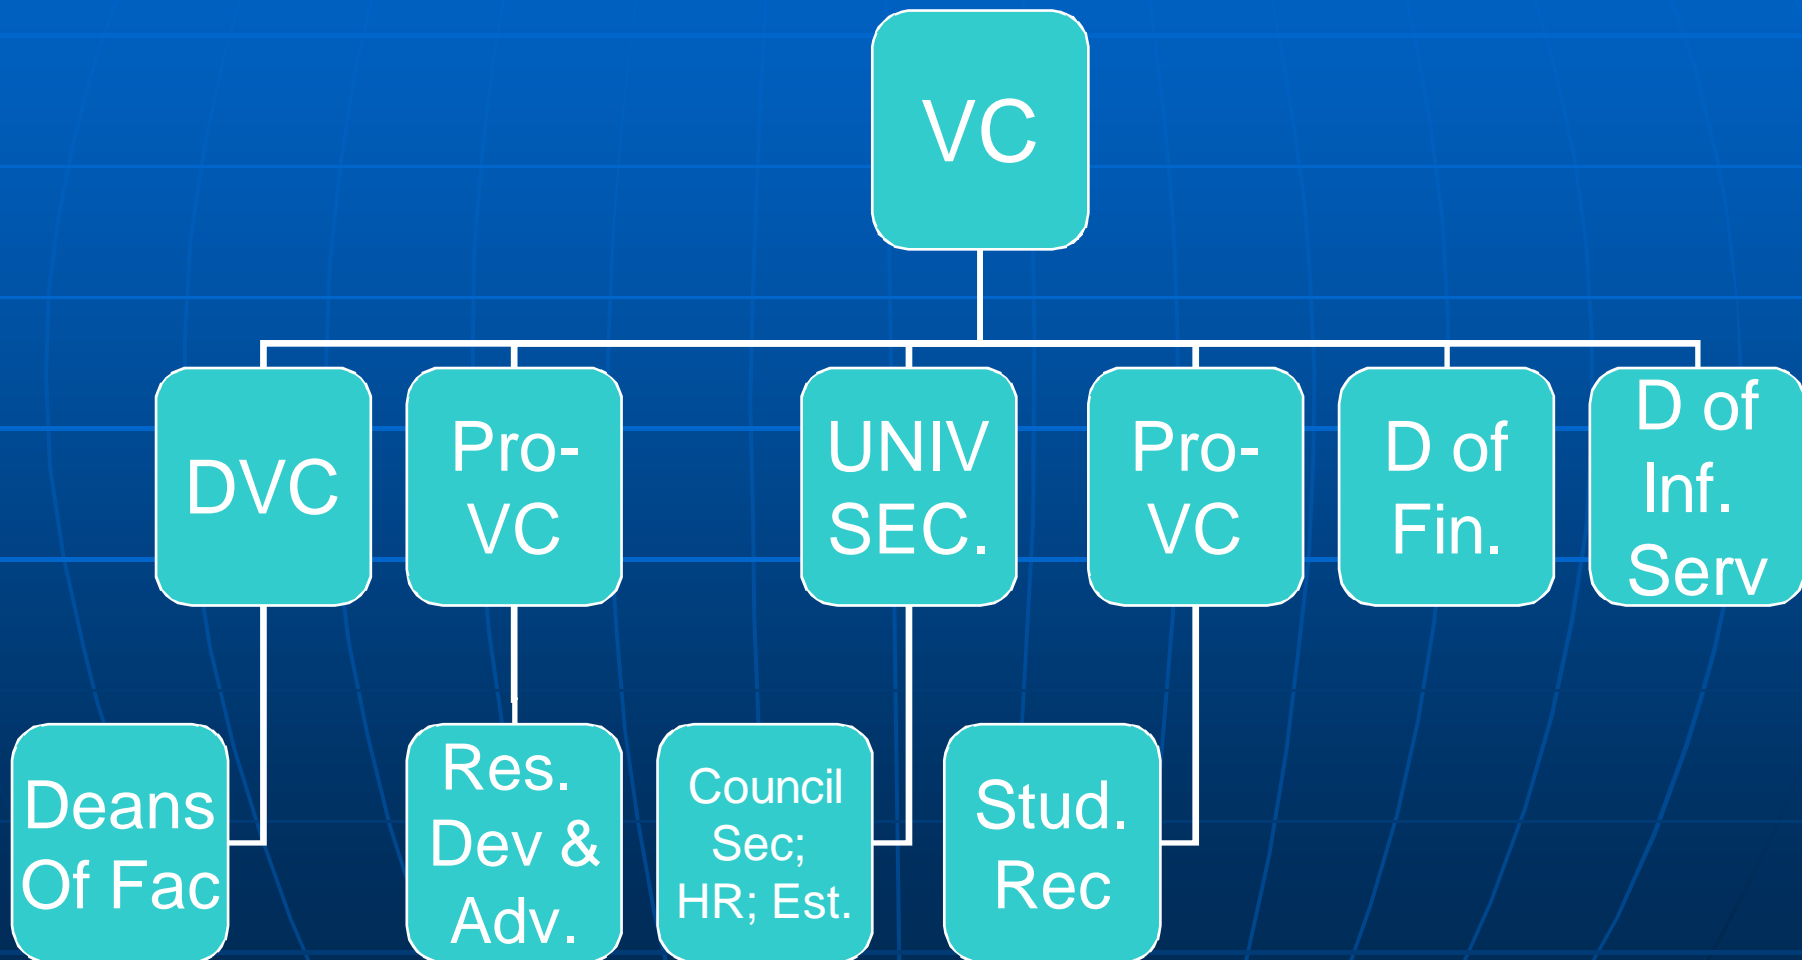 VC
DVC
Pro-
VC
UNIV
SEC.
Pro-
VC
D of
Fin.
D of
Inf.
Serv
Deans
Of Fac
Res.
Dev &
Adv.
Council
Sec;
HR; Est.
Stud.
Rec